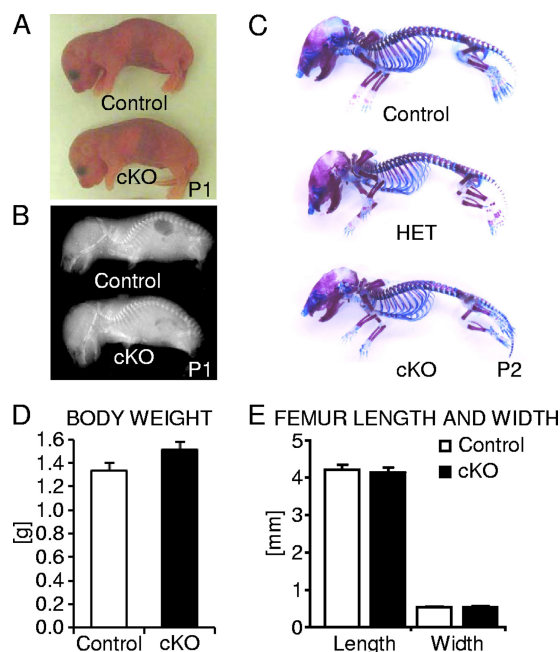 A
Control
cKO
P1
B
Control
cKO
P1
C
Control
HET
cKO
P2
D BODY WEIGHT
[g]
1.6
1.4
1.2
1.0
0.8
0.6
0.4
0.2
0.0
Control
cKO
E FEMUR LENGTH AND WIDTH
Control
cKO
[mm]
5
4
3
2
1
0
Length
Width